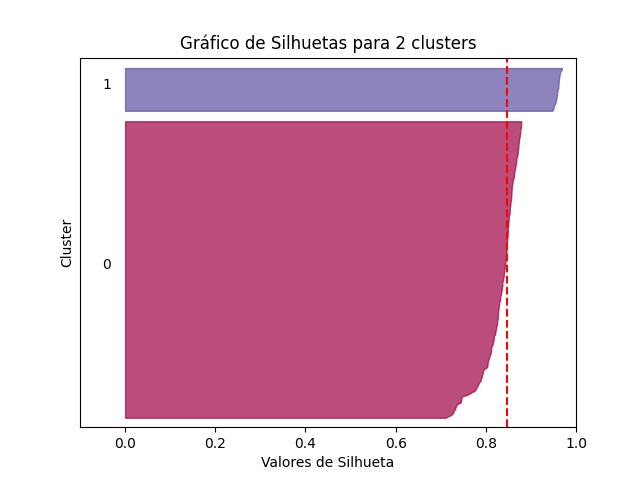 Gráfico de Silhuetas para 2 clusters
1
0
Cluster
0.0 0.2 0.4 0.6 0.8 1.0
Valores de Silhueta